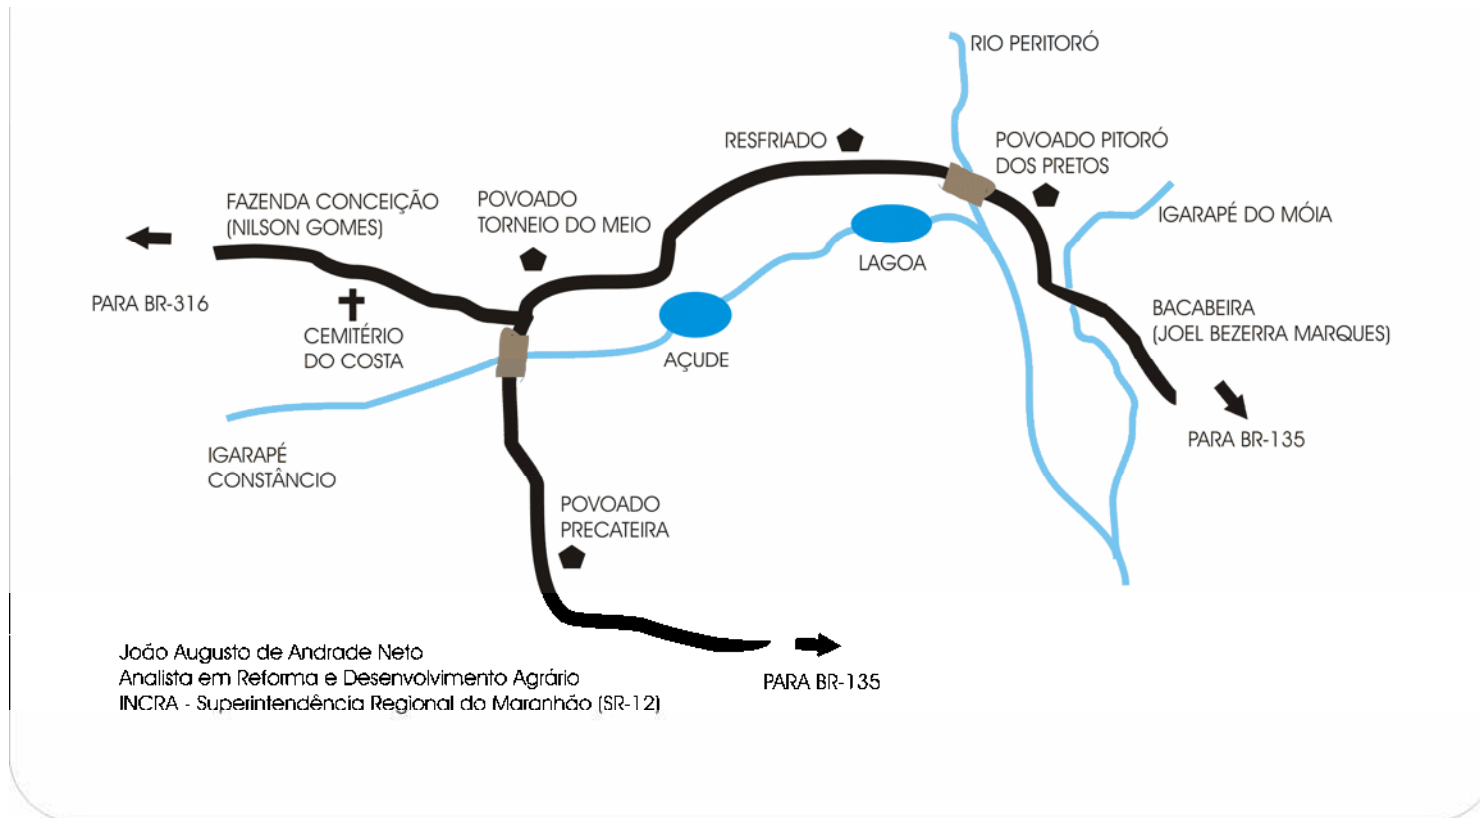 RIO PERITORÓ
RESFRIADO
POVOADO PITORÓ
DOS PRETOS
FAZENDA CONCEIÇÃO
(NILSON GOMES)
POVOADO
TORNEIO DO MEIO
IGARAPÉ DO MÓIA
LAGOA
PARA BR-316
CEMITÉRIO
DO COSTA
AÇUDE
BACABEIRA
(JOEL BEZERRA MARQUES)
PARA BR-135
IGARAPÉ
CONSTÂNCIO
POVOADO
PRECATEIRA
João Augusto de Andrade Neto
Analista em Reforma e Desenvolvimento Agrário
INCRA - Superintendência Regional do Maranhão (SR-12)
PARA BR-135